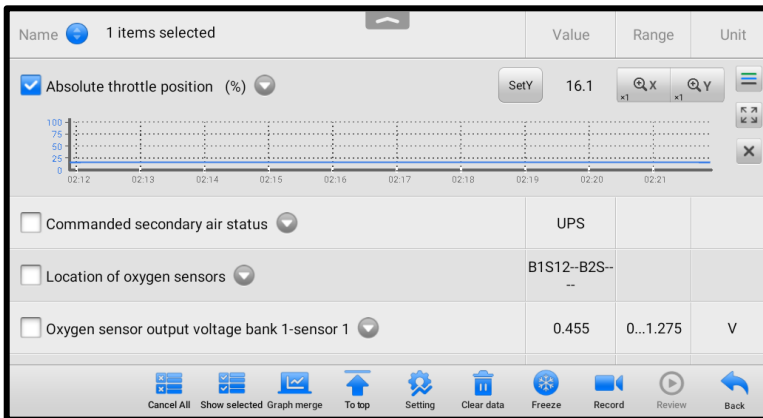 Name 1 items selected Value Range Unit
Absolute throttle position (%) SetY 16.1 ×1 X ×1 Y
100
75
50
25
0
02:12 02:13 02:14 02:15 02:16 02:17 02:18 02:19 02:20 02:21
Commanded secondary air status UPS
Location of oxygen sensors B1S12--B2S--
--
Oxygen sensor output voltage bank 1-sensor 1 0.455 0...1.275 V
Cancel All Show selected Graph merge To top Setting Clear data Freeze Record Review Back